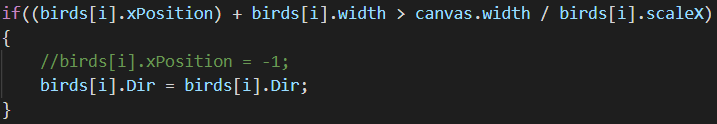 if((birds[i].xPosition) + birds[i].width > canvas.width / birds[i].scaleX)
{
//birds[i].xPosition = -1;
birds[i].Dir = birds[i].Dir;
}